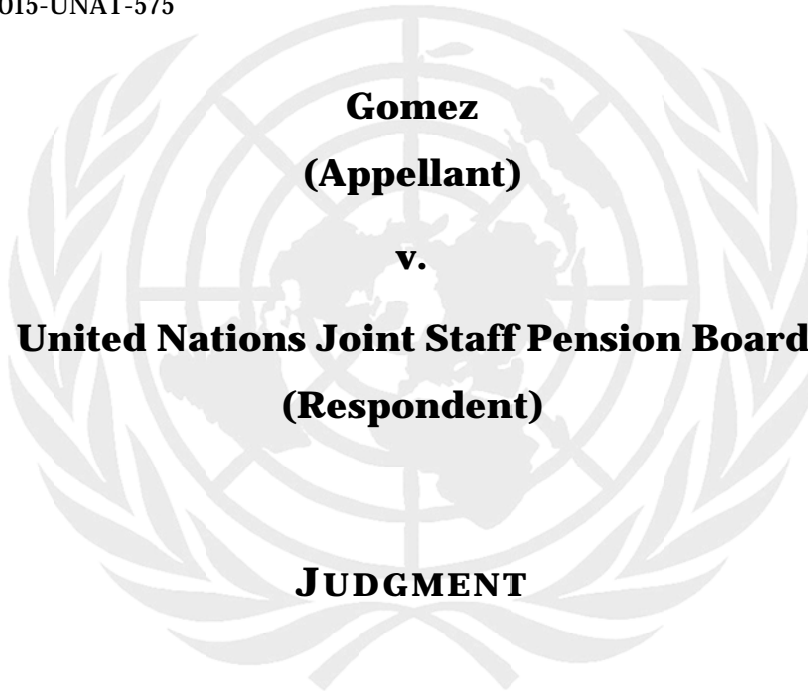 015-UNAT-575
Gomez
(Appellant)
v.
United Nations Joint Staff Pension Board
(Respondent)
JUDGMENT